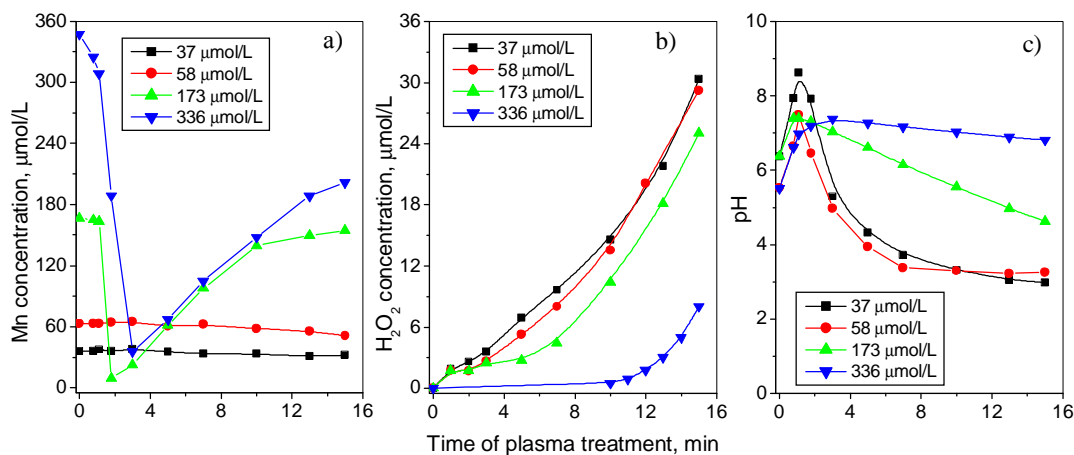 a)
37 μmol/L
58 μmol/L
173 μmol/L
336 μmol/L
Mn concentration, μmol/L
360
300
240
180
120
60
0
0 4 8 12 16
b)
37 μmol/L
58 μmol/L
173 μmol/L
336 μmol/L
H₂O₂ concentration, μmol/L
36
30
24
18
12
6
0
0 4 8 12 16
c)
37 μmol/L
58 μmol/L
173 μmol/L
336 μmol/L
pH
10
8
6
4
2
0
0 4 8 12 16
Time of plasma treatment, min